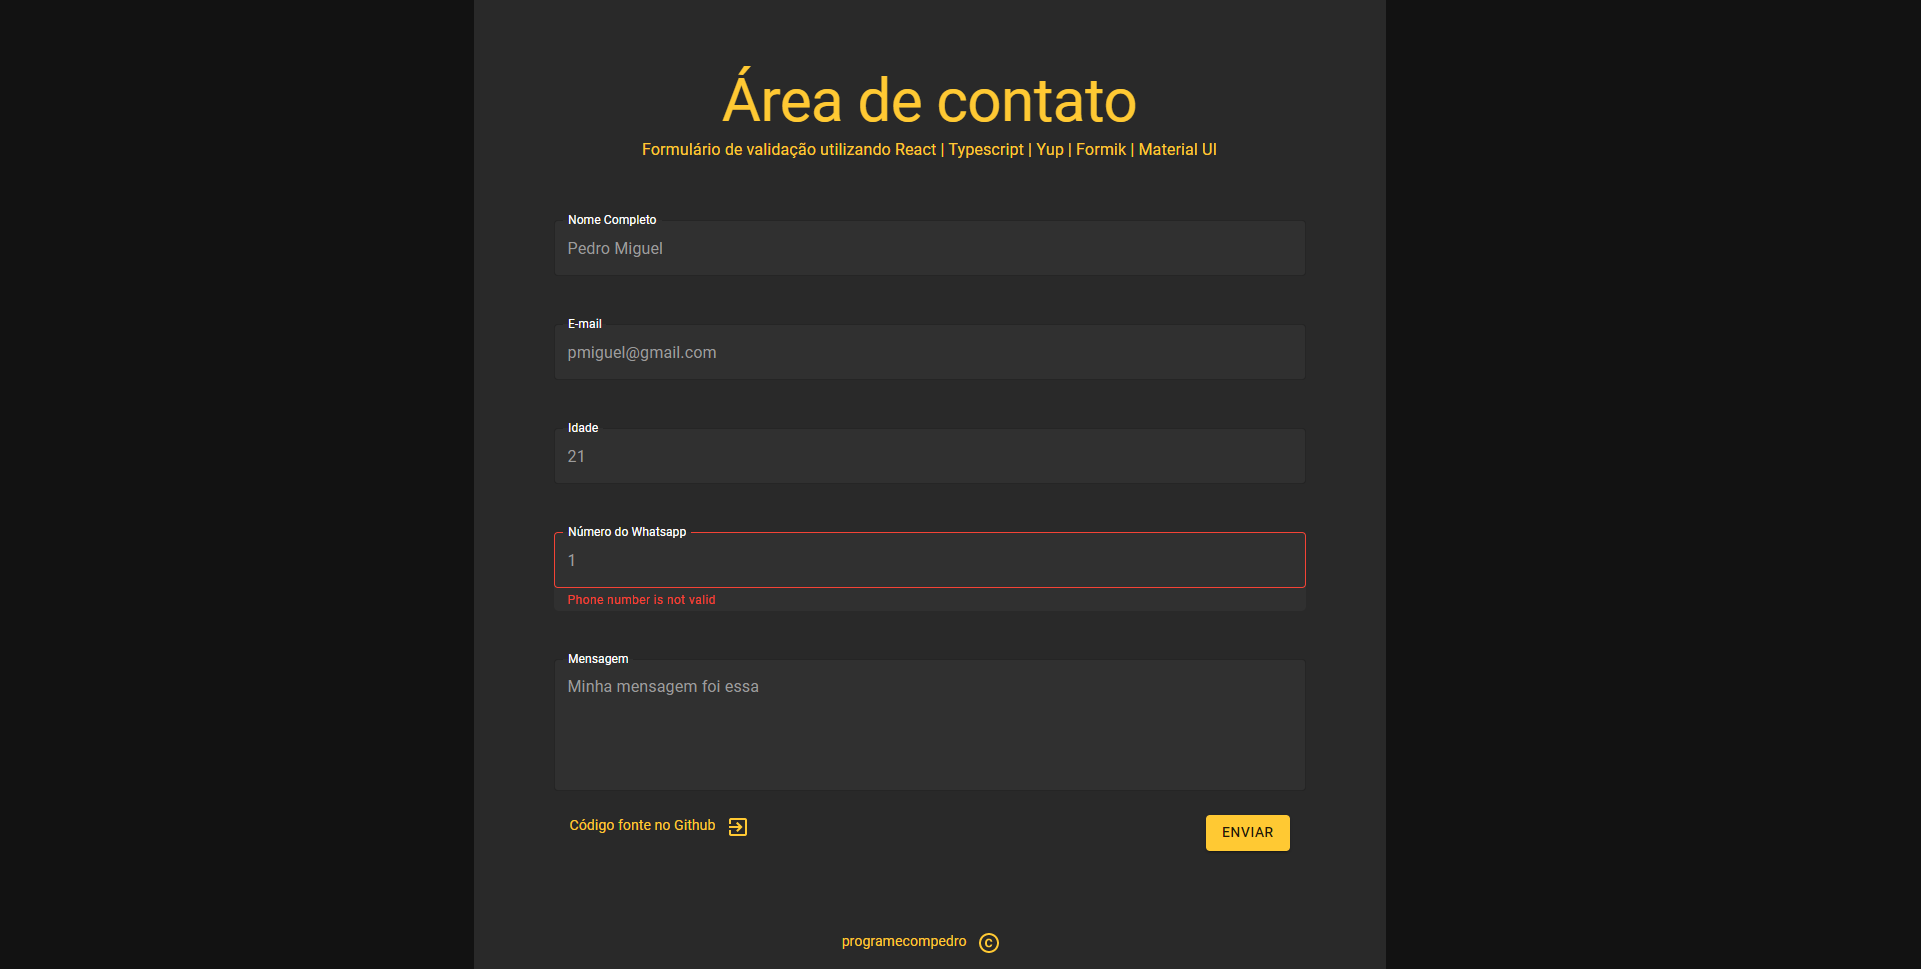 Área de contato
Formulário de validação utilizando React | Typescript | Yup | Formik | Material UI
Nome Completo
Pedro Miguel
E-mail
pmiguel@gmail.com
Idade
21
Número do Whatsapp
1
Phone number is not valid
Mensagem
Minha mensagem foi essa
Código fonte no Github
ENVIAR
programecompedro ©